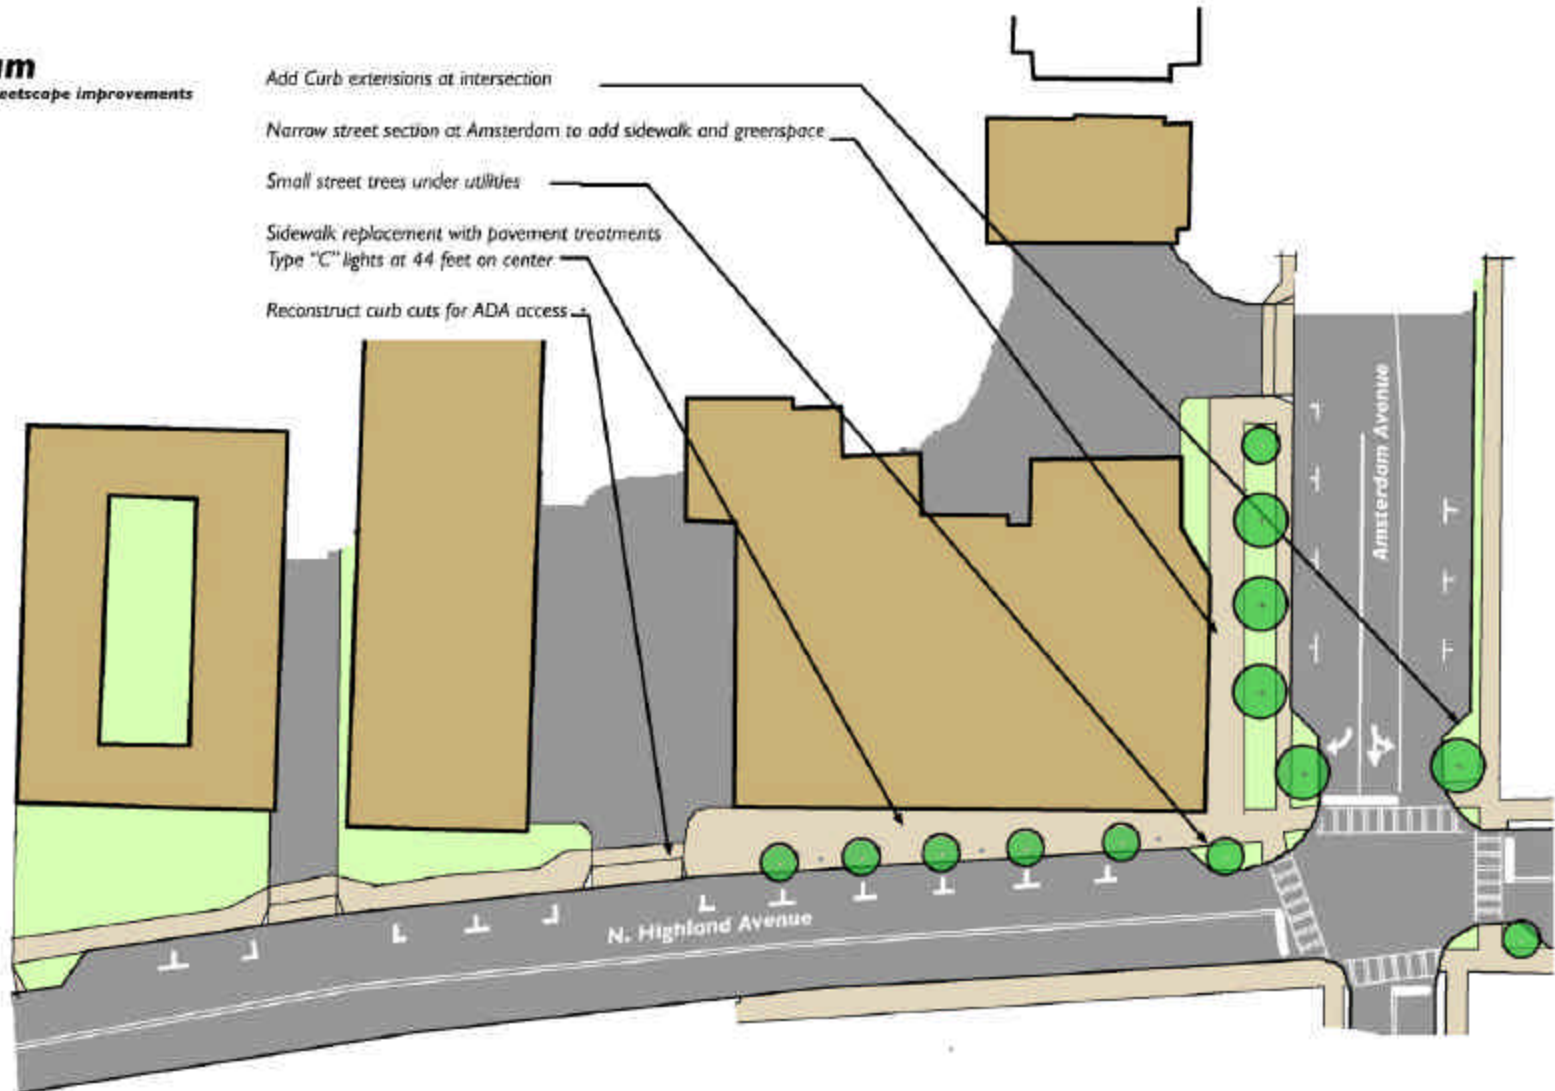 Add Curb extensions at intersection
improvements
Narrow street section at Amsterdam to add sidewalk and greenspace
Small street trees under utilities
Sidewalk replacement with pavement treatments
Type "C" lights at 44 feet on center
Reconstruct curb cuts for ADA access
Amsterdam Avenue
N. Highland Avenue